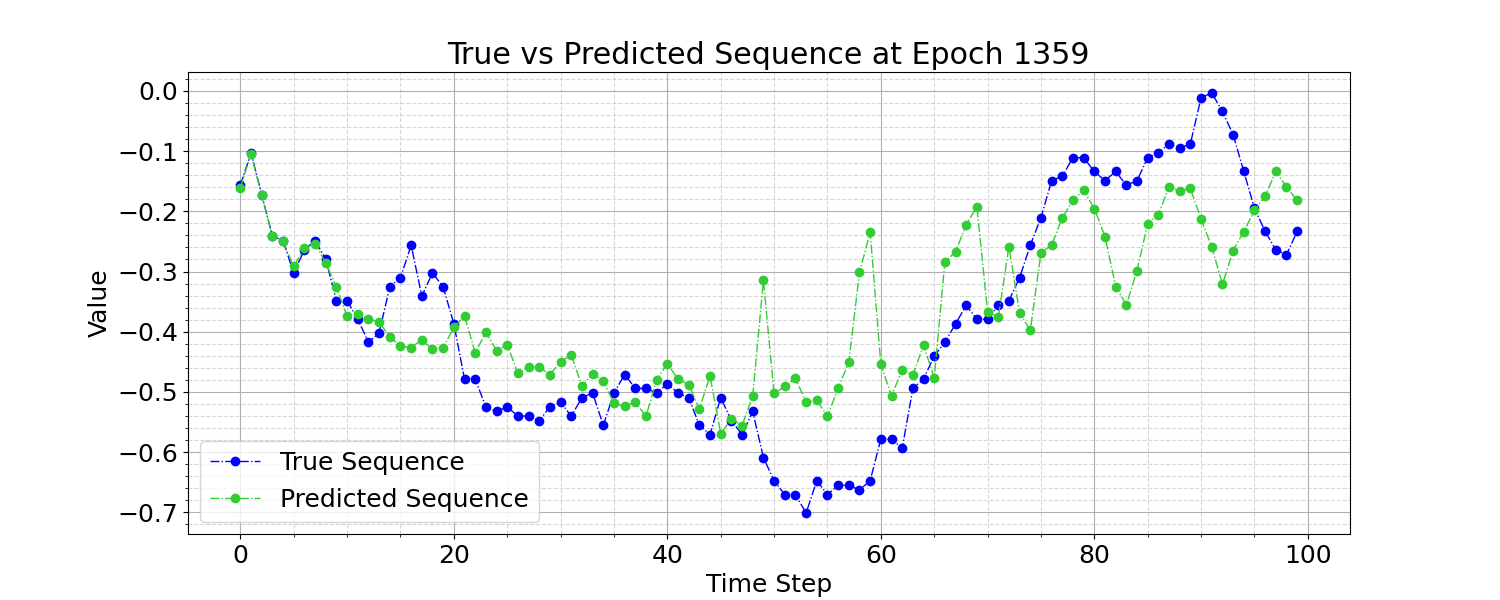 True vs Predicted Sequence at Epoch 1359
Value
0.0
−0.1
−0.2
−0.3
−0.4
−0.5
−0.6
−0.7
True Sequence
Predicted Sequence
0 20 40 60 80 100
Time Step